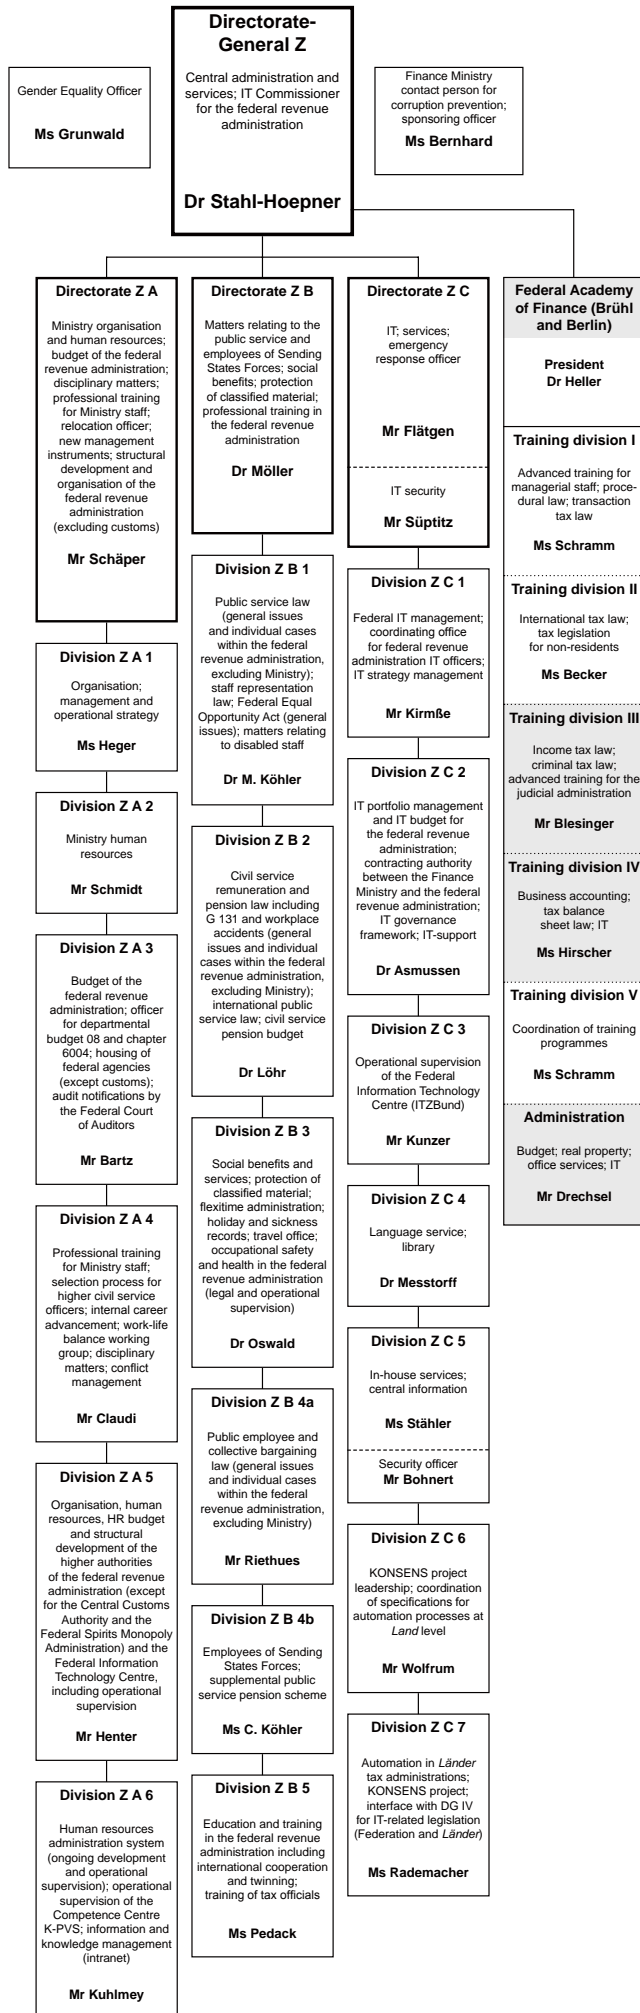 Directorate-
General Z
Central administration and
services; IT Commissioner
for the federal revenue
administration
Dr Stahl-Hoepner
Gender Equality Officer
Ms Grunwald
Finance Ministry
contact person for
corruption prevention;
sponsoring officer
Ms Bernhard
Directorate Z A
Ministry organisation
and human resources;
budget of the federal
revenue administration;
disciplinary matters;
professional training
for Ministry staff;
relocation officer;
new management
instruments; structural
development and
organisation of the
federal revenue
administration
(excluding customs)
Mr Schäper
Division Z A 1
Organisation;
management and
operational strategy
Ms Heger
Division Z A 2
Ministry human
resources
Mr Schmidt
Division Z A 3
Budget of the
federal revenue
administration; officer
for departmental
budget 08 and chapter
6004; housing of
federal agencies
(except customs);
audit notifications by
the Federal Court
of Auditors
Mr Bartz
Division Z A 4
Professional training
for Ministry staff;
selection process for
higher civil service
officers; internal career
advancement; work-life
balance working
group; disciplinary
matters; conflict
management
Mr Claudi
Division Z A 5
Organisation, human
resources, HR budget
and structural
development of the
higher authorities
of the federal revenue
administration (except
for the Central Customs
Authority and the
Federal Spirits Monopoly
Administration) and the
Federal Information
Technology Centre,
including operational
supervision
Mr Henter
Division Z A 6
Human resources
administration system
(ongoing development
and operational
supervision); operational
supervision of the
Competence Centre
K-PVS; information and
knowledge management
(intranet)
Mr Kuhlmey
Directorate Z B
Matters relating to the
public service and
employees of Sending
States Forces; social
benefits; protection
of classified material;
professional training in
the federal revenue
administration
Dr Möller
Division Z B 1
Public service law
(general issues
and individual cases
within the federal
revenue administration,
excluding Ministry);
staff representation
law; Federal Equal
Opportunity Act (general
issues); matters relating
to disabled staff
Dr M. Köhler
Division Z B 2
Civil service
remuneration and
pension law including
G 131 and workplace
accidents (general
issues and individual
cases within the federal
revenue administration,
excluding Ministry);
international public
service law; civil service
pension budget
Dr Löhr
Division Z B 3
Social benefits and
services; protection of
classified material;
flexitime administration;
holiday and sickness
records; travel office;
occupational safety
and health in the federal
revenue administration
(legal and operational
supervision)
Dr Oswald
Division Z B 4a
Public employee and
collective bargaining
law (general issues
and individual cases
within the federal
revenue administration,
excluding Ministry)
Mr Riethues
Division Z B 4b
Employees of Sending
States Forces;
supplemental public
service pension scheme
Ms C. Köhler
Division Z B 5
Education and training
in the federal revenue
administration including
international cooperation
and twinning;
training of tax officials
Ms Pedack
Directorate Z C
IT; services;
emergency
response officer
Mr Flätgen
IT security
Mr Süptitz
Division Z C 1
Federal IT management;
coordinating office
for federal revenue
administration IT officers;
IT strategy management
Mr Kirmße
Division Z C 2
IT portfolio management
and IT budget for
the federal revenue
administration;
contracting authority
between the Finance
Ministry and the federal
revenue administration;
IT governance
framework; IT-support
Dr Asmussen
Division Z C 3
Operational supervision
of the Federal
Information Technology
Centre (ITZBund)
Mr Kunzer
Division Z C 4
Language service;
library
Dr Messtorff
Division Z C 5
In-house services;
central information
Ms Stähler
Security officer
Mr Bohnert
Division Z C 6
KONSENS project
leadership; coordination
of specifications for
automation processes at
Land level
Mr Wolfrum
Division Z C 7
Automation in Länder
tax administrations;
KONSENS project;
interface with DG IV
for IT-related legislation
(Federation and Länder)
Ms Rademacher
Federal Academy
of Finance (Brühl
and Berlin)
President
Dr Heller
Training division I
Advanced training for
managerial staff; proce-
dural law; transaction
tax law
Ms Schramm
Training division II
International tax law;
tax legislation
for non-residents
Ms Becker
Training division III
Income tax law;
criminal tax law;
advanced training for the
judicial administration
Mr Blesinger
Training division IV
Business accounting;
tax balance
sheet law; IT
Ms Hirscher
Training division V
Coordination of training
programmes
Ms Schramm
Administration
Budget; real property;
office services; IT
Mr Drechsel